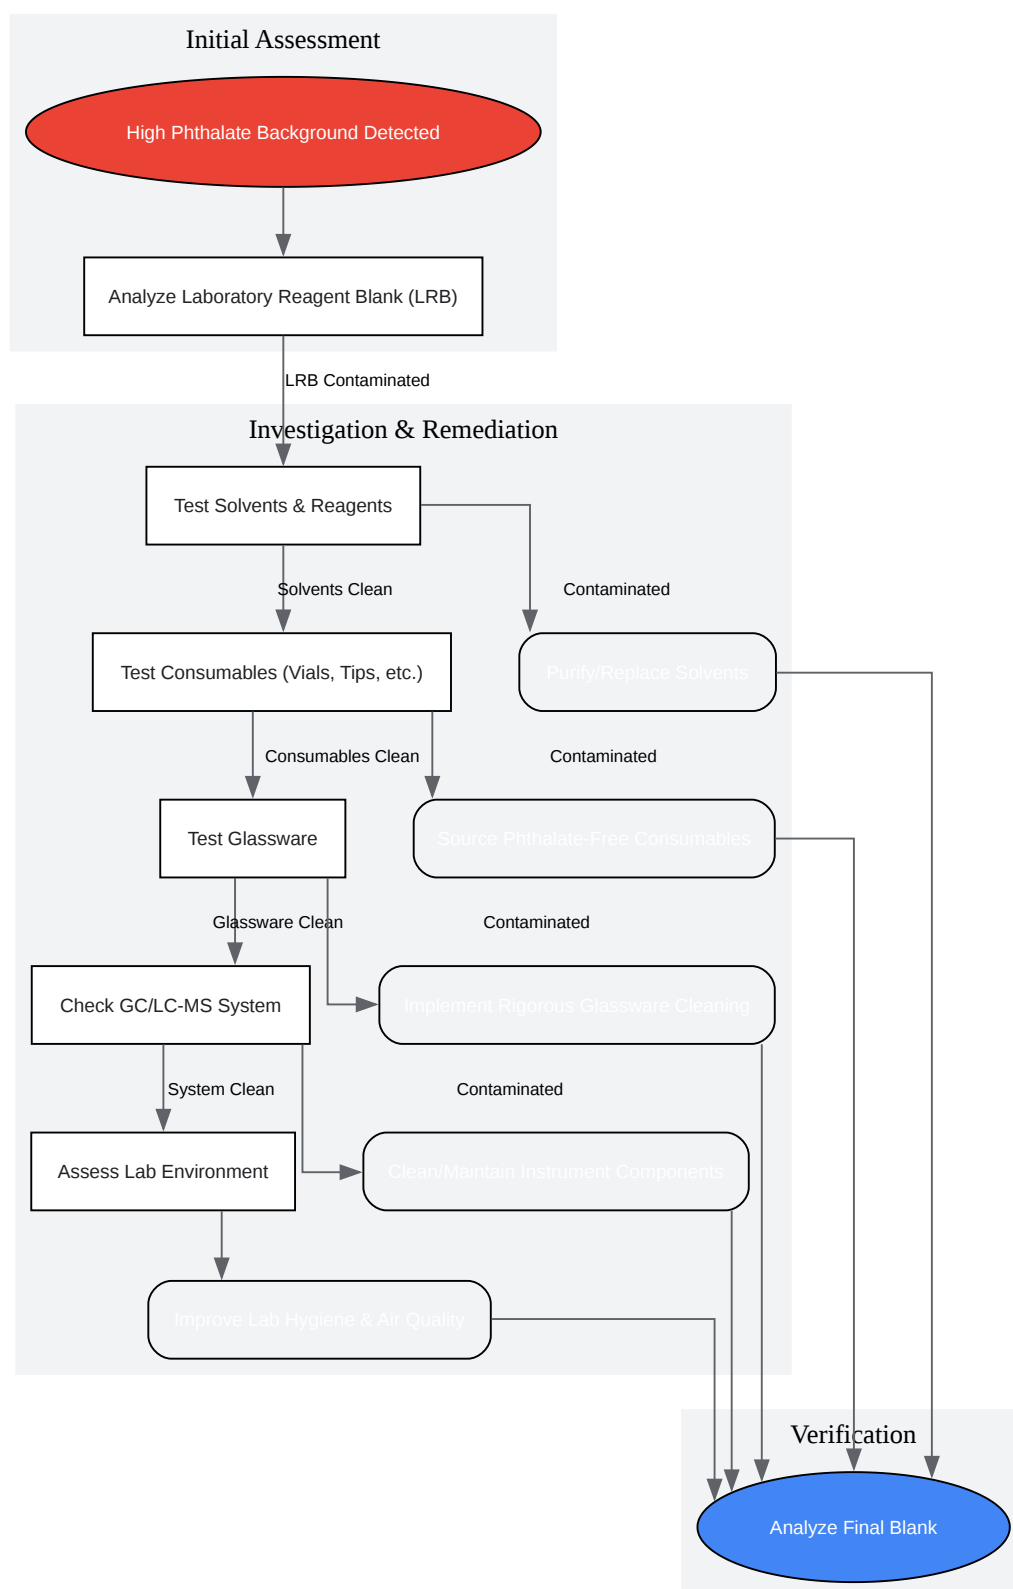 Initial Assessment
High Phthalate Background Detected
Analyze Laboratory Reagent Blank (LRB)
LRB Contaminated
Investigation & Remediation
Test Solvents & Reagents
Solvents Clean
Contaminated
Test Consumables (Vials, Tips, etc.)
Purify/Replace Solvents
Consumables Clean
Contaminated
Test Glassware
Source Phthalate-Free Consumables
Glassware Clean
Contaminated
Check GC/LC-MS System
Implement Rigorous Glassware Cleaning
System Clean
Contaminated
Assess Lab Environment
Clean/Maintain Instrument Components
Improve Lab Hygiene & Air Quality
Verification
Analyze Final Blank